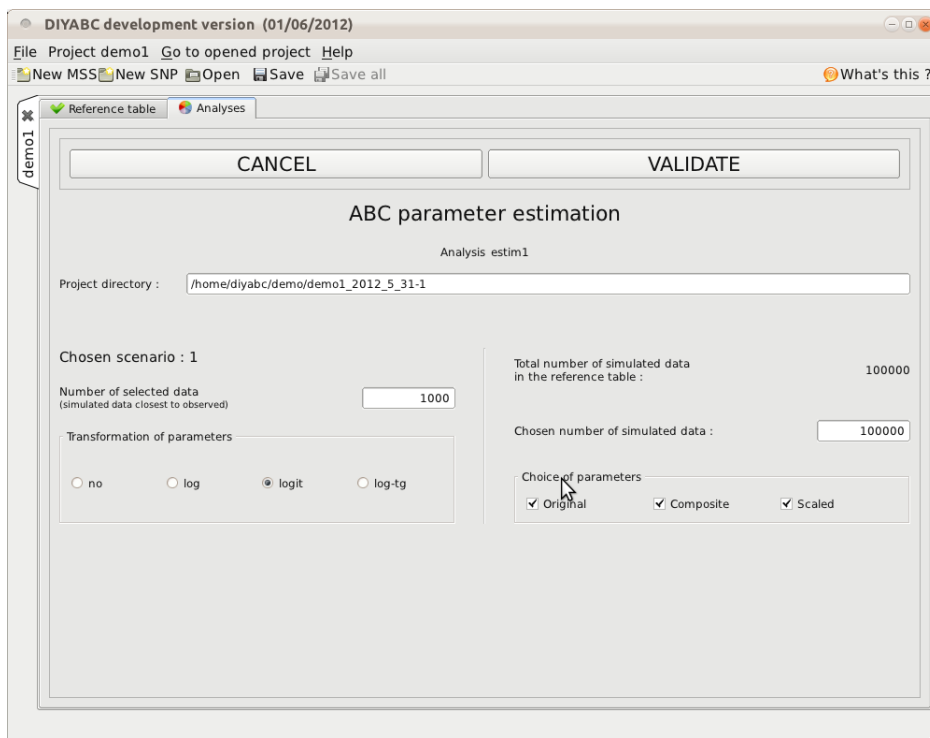 DIYABC development version (01/06/2012)
File Project demo1 Go to opened project Help
New MSS New SNP Open Save Save all What's this ?
demo1
Reference table Analyses
CANCEL VALIDATE
ABC parameter estimation
Analysis estim1
Project directory : /home/diyabc/demo/demo1_2012_5_31-1
Chosen scenario : 1
Number of selected data
(simulated data closest to observed)
1000
Transformation of parameters
no log logit log-tg
Total number of simulated data
in the reference table :
100000
Chosen number of simulated data : 100000
Choice of parameters
Original Composite Scaled